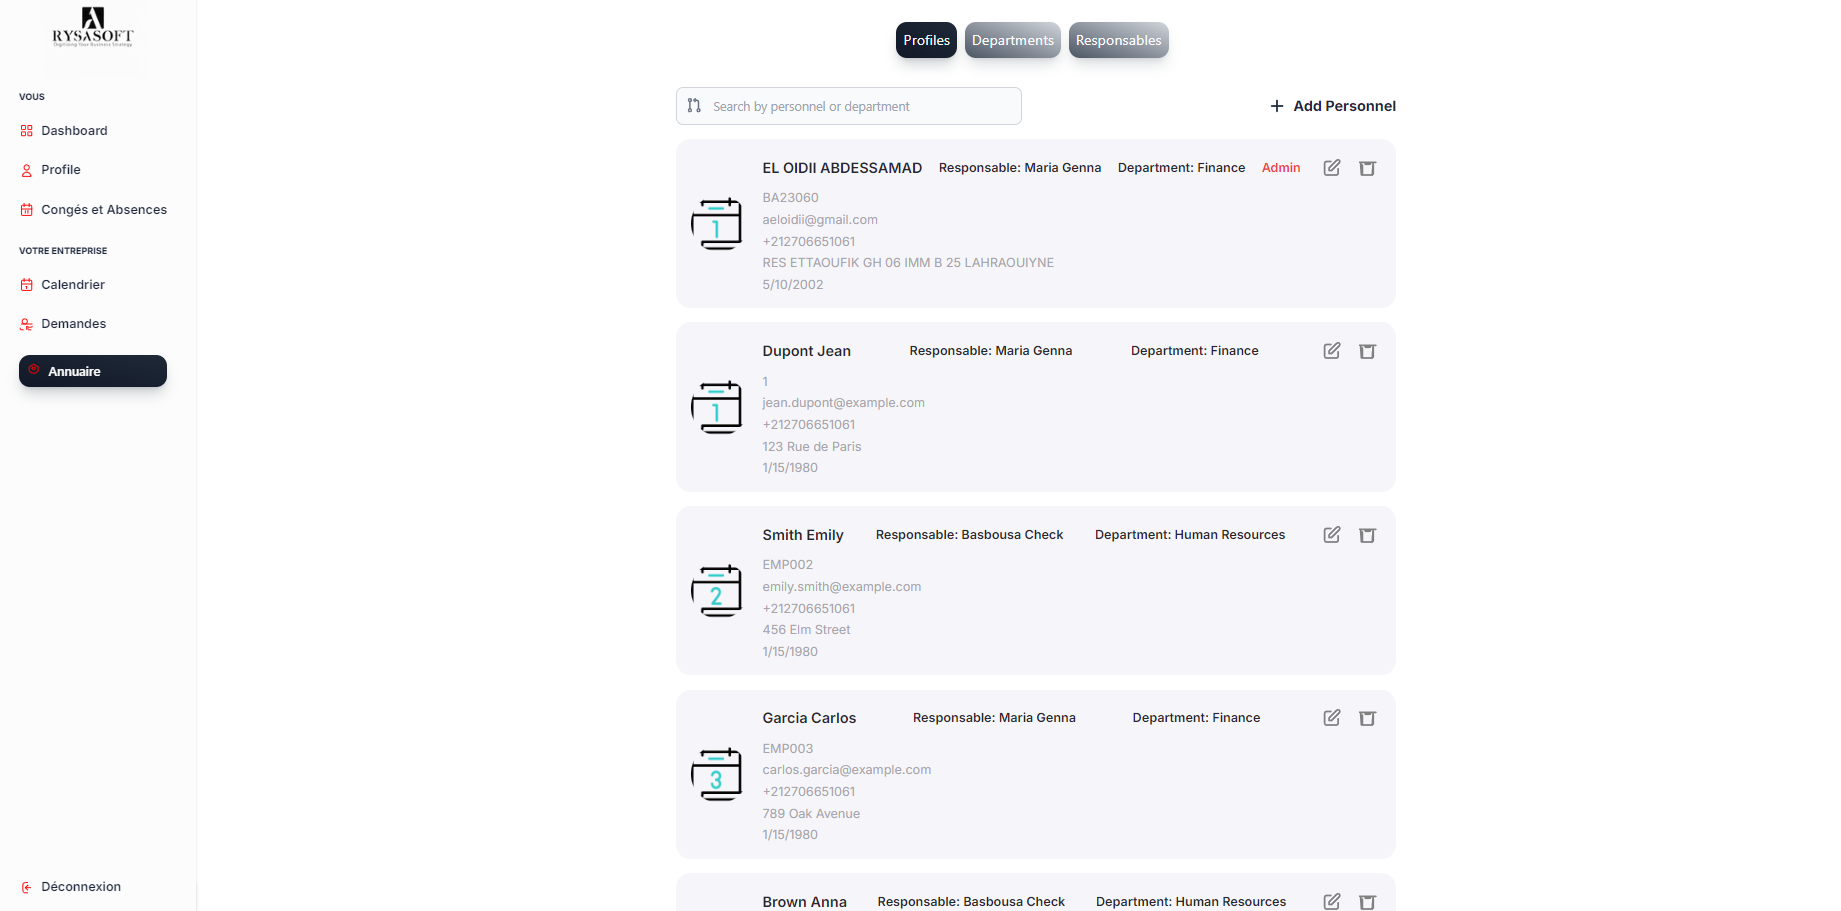 RYSASOFT
Digitizing Your Business Strategy
VOUS
Dashboard
Profile
Congés et Absences
VOTRE ENTREPRISE
Calendrier
Demandes
Annuaire
Déconnexion
Profiles Departments Responsables
Search by personnel or department
+ Add Personnel
EL OIDII ABDESSAMAD Responsable: Maria Genna Department: Finance Admin
1
BA23060
aeloidii@gmail.com
+212706651061
RES ETTAOUFIK GH 06 IMM B 25 LAHRAOUIYNE
5/10/2002
Dupont Jean Responsable: Maria Genna Department: Finance
1
1
jean.dupont@example.com
+212706651061
123 Rue de Paris
1/15/1980
Smith Emily Responsable: Basbousa Check Department: Human Resources
2
EMP002
emily.smith@example.com
+212706651061
456 Elm Street
1/15/1980
Garcia Carlos Responsable: Maria Genna Department: Finance
3
EMP003
carlos.garcia@example.com
+212706651061
789 Oak Avenue
1/15/1980
Brown Anna Responsable: Basbousa Check Department: Human Resources